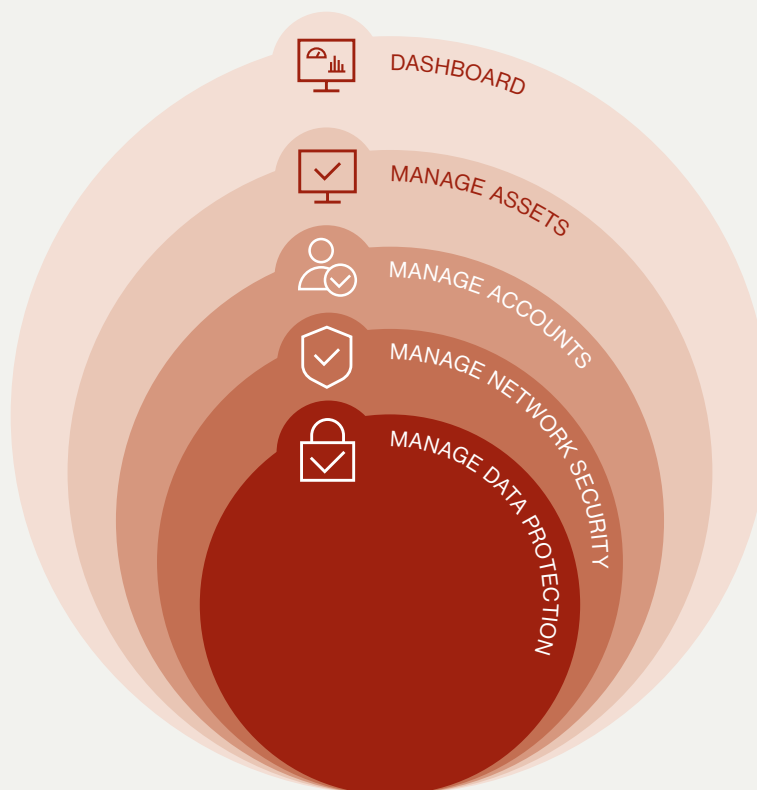 DASHBOARD
MANAGE ASSETS
MANAGE ACCOUNTS
MANAGE NETWORK SECURITY
MANAGE DATA PROTECTION